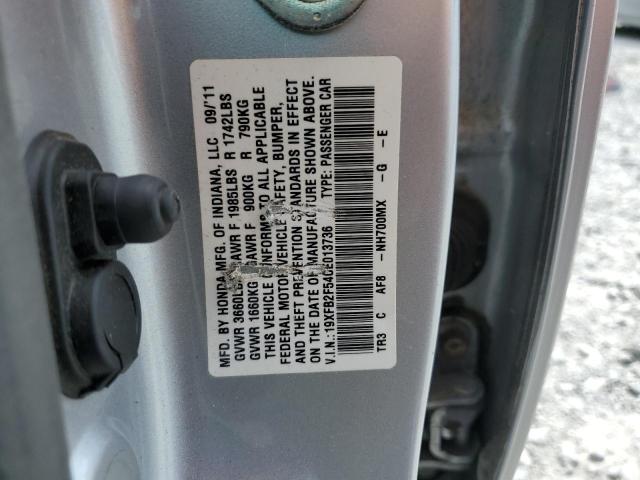 MFD. BY HONDA MFG. OF INDIANA, LLC 09/'11
GVWR 3660LBS GAWR F 1985LBS R 1742LBS
GVWR 1660KG GAWR F 900KG R 790KG
THIS VEHICLE CONFORMS TO ALL APPLICABLE
FEDERAL MOTOR VEHICLE SAFETY, BUMPER,
AND THEFT PREVENTION STANDARDS IN EFFECT
ON THE DATE OF MANUFACTURE SHOWN ABOVE.
V.I.N.: 19XFB2F54CE013736 TYPE: PASSENGER CAR
TR3 C AF8 -NH700MX -G -E